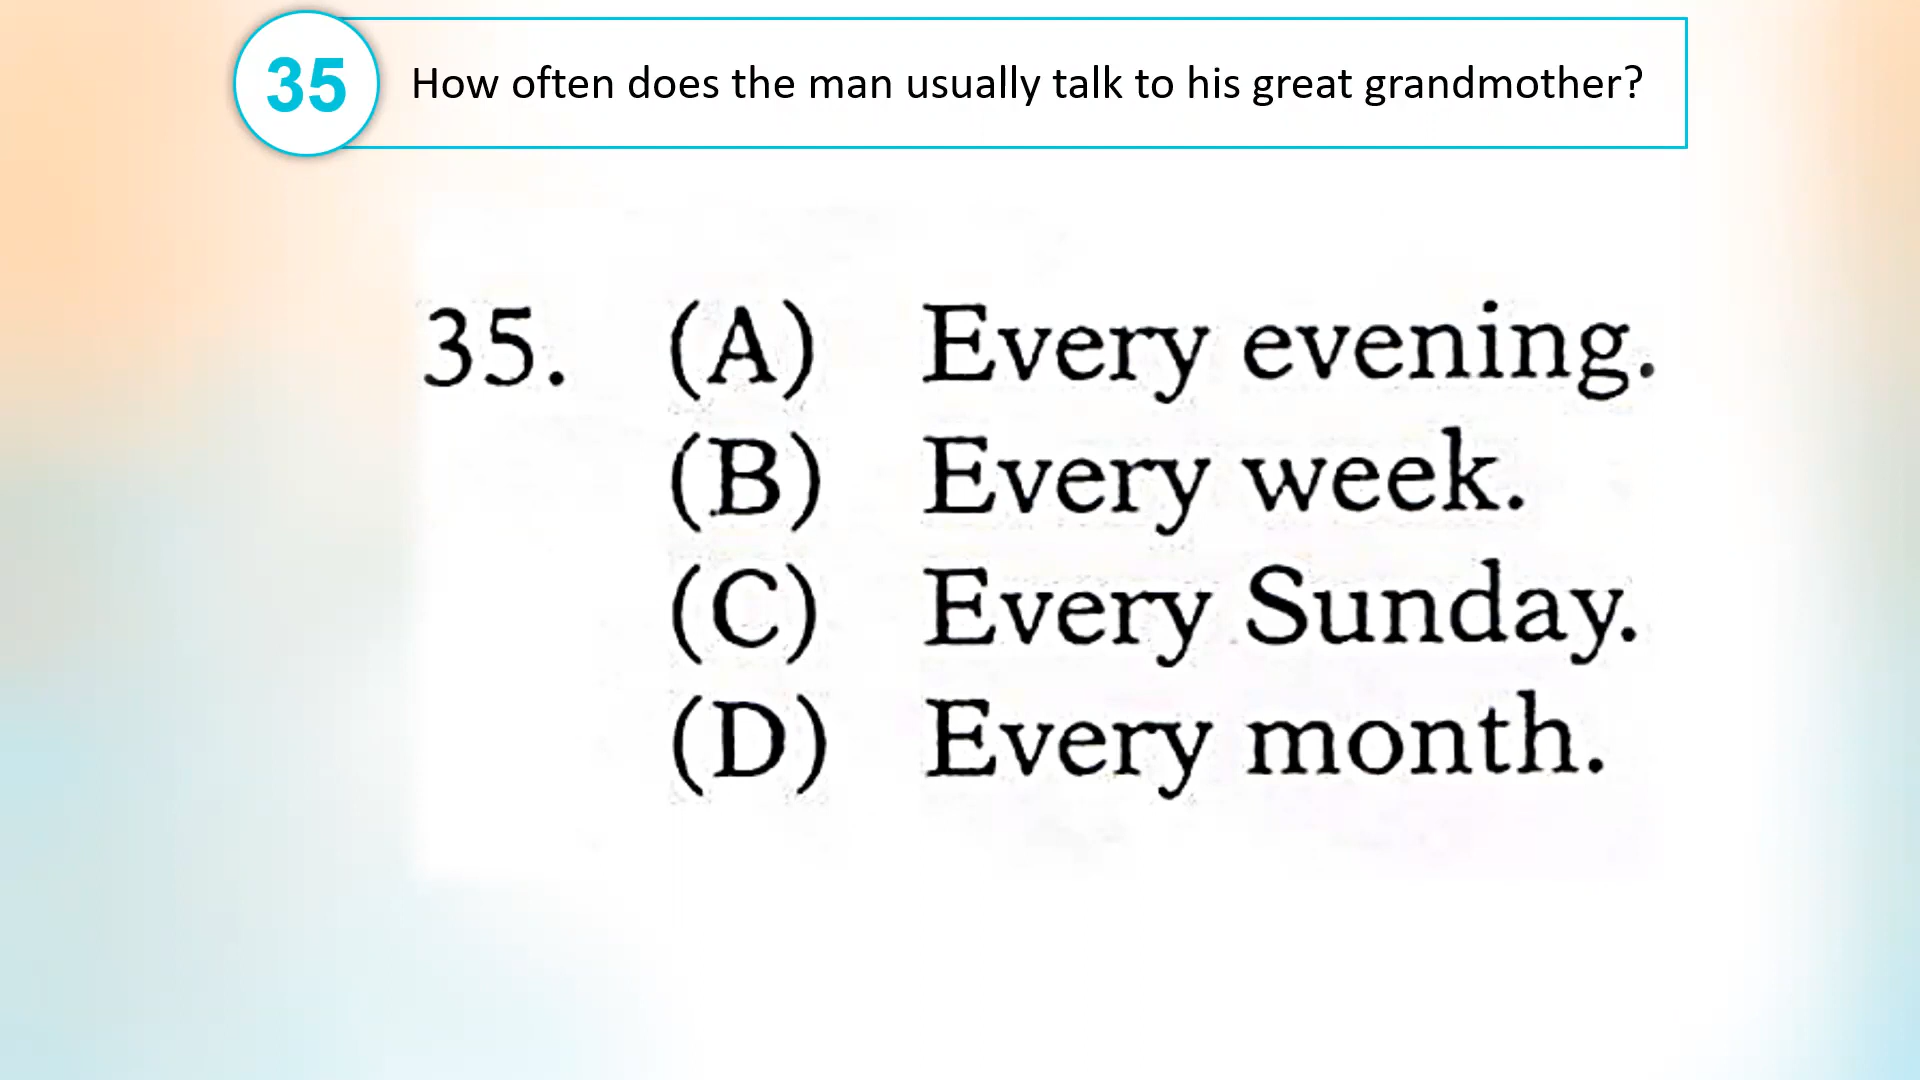 35 How often does the man usually talk to his great grandmother?
35. (A) Every evening.
(B) Every week.
(C) Every Sunday.
(D) Every month.